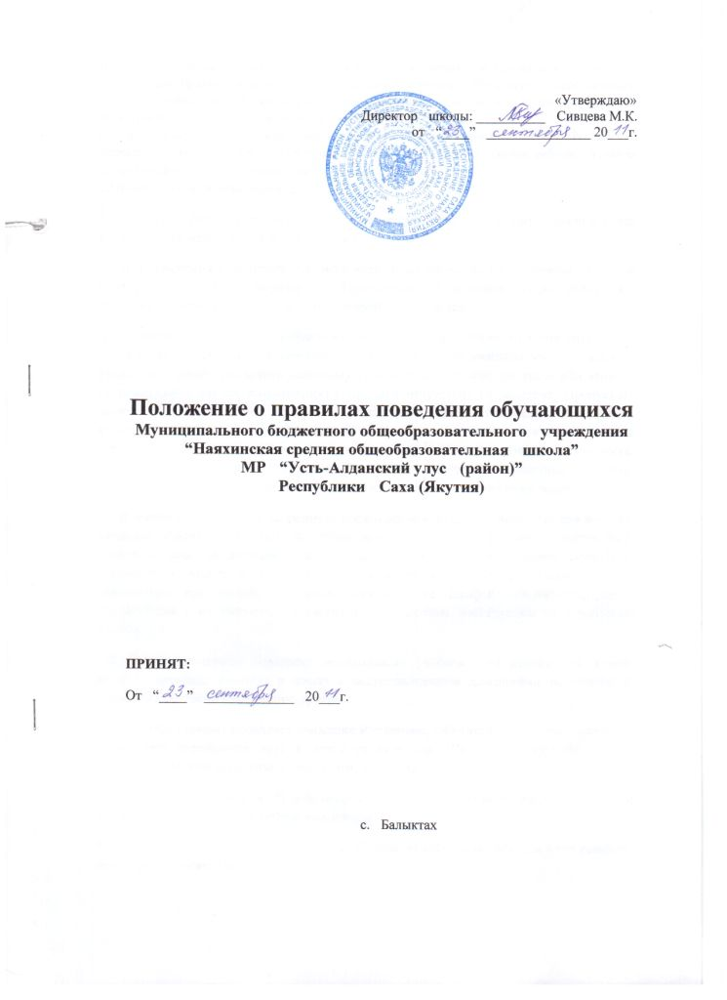 «Утверждаю»
Директор школы: __________ Сивцева М.К.
от “23” сентября 2011г.
Положение о правилах поведения обучающихся
Муниципального бюджетного общеобразовательного учреждения
“Наяхинская средняя общеобразовательная школа”
МР “Усть-Алданский улус (район)”
Республики Саха (Якутия)
ПРИНЯТ:
От “23” сентября 2011г.
с. Балыктах